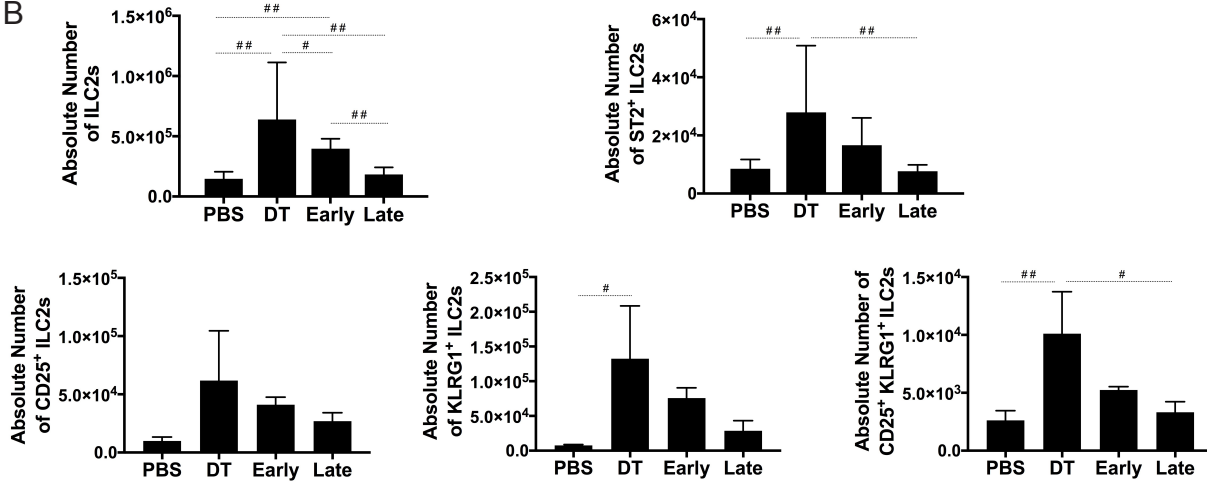 B
Absolute Number
of ILC2s
1.5×10⁶
1.0×10⁶
5.0×10⁵
0.0
##
##
##
#
##
PBS DT Early Late
Absolute Number
of ST2⁺ ILC2s
6×10⁴
4×10⁴
2×10⁴
0
##
##
PBS DT Early Late
Absolute Number
of CD25⁺ ILC2s
1.5×10⁵
1.0×10⁵
5.0×10⁴
0.0
PBS DT Early Late
Absolute Number
of KLRG1⁺ ILC2s
2.5×10⁵
2.0×10⁵
1.5×10⁵
1.0×10⁵
5.0×10⁴
0.0
#
PBS DT Early Late
Absolute Number of
CD25⁺ KLRG1⁺ ILC2s
1.5×10⁴
1.0×10⁴
5.0×10³
0.0
##
#
PBS DT Early Late